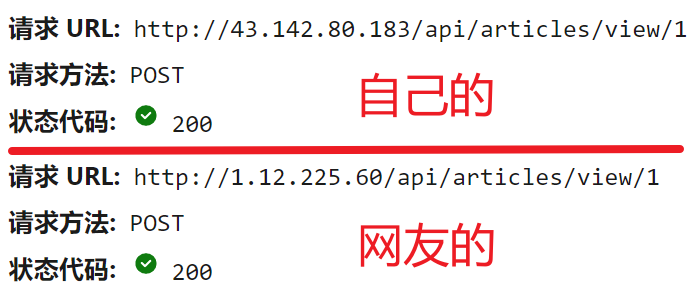 请求 URL: http://43.142.80.183/api/articles/view/1
请求方法: POST
自己的
状态代码: 200
请求 URL: http://1.12.225.60/api/articles/view/1
请求方法: POST
网友的
状态代码: 200